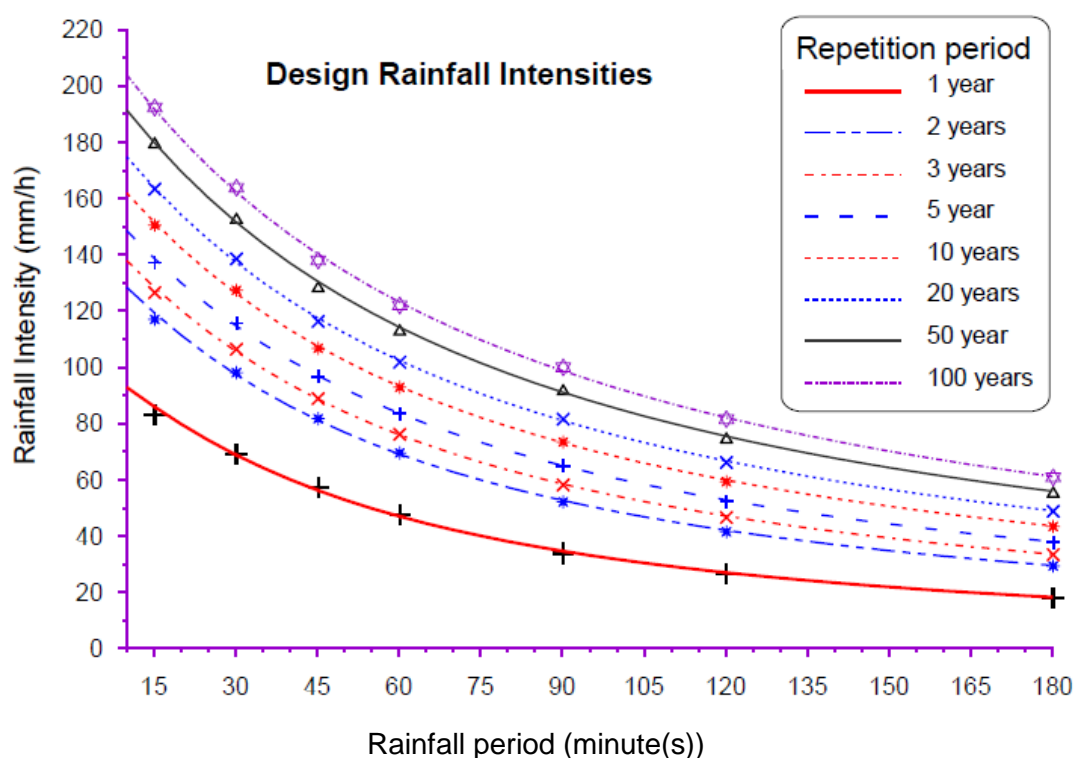 Design Rainfall Intensities
Repetition period
1 year
2 years
3 years
5 year
10 years
20 years
50 year
100 years
Rainfall Intensity (mm/h)
220
200
180
160
140
120
100
80
60
40
20
0
15 30 45 60 75 90 105 120 135 150 165 180
Rainfall period (minute(s))